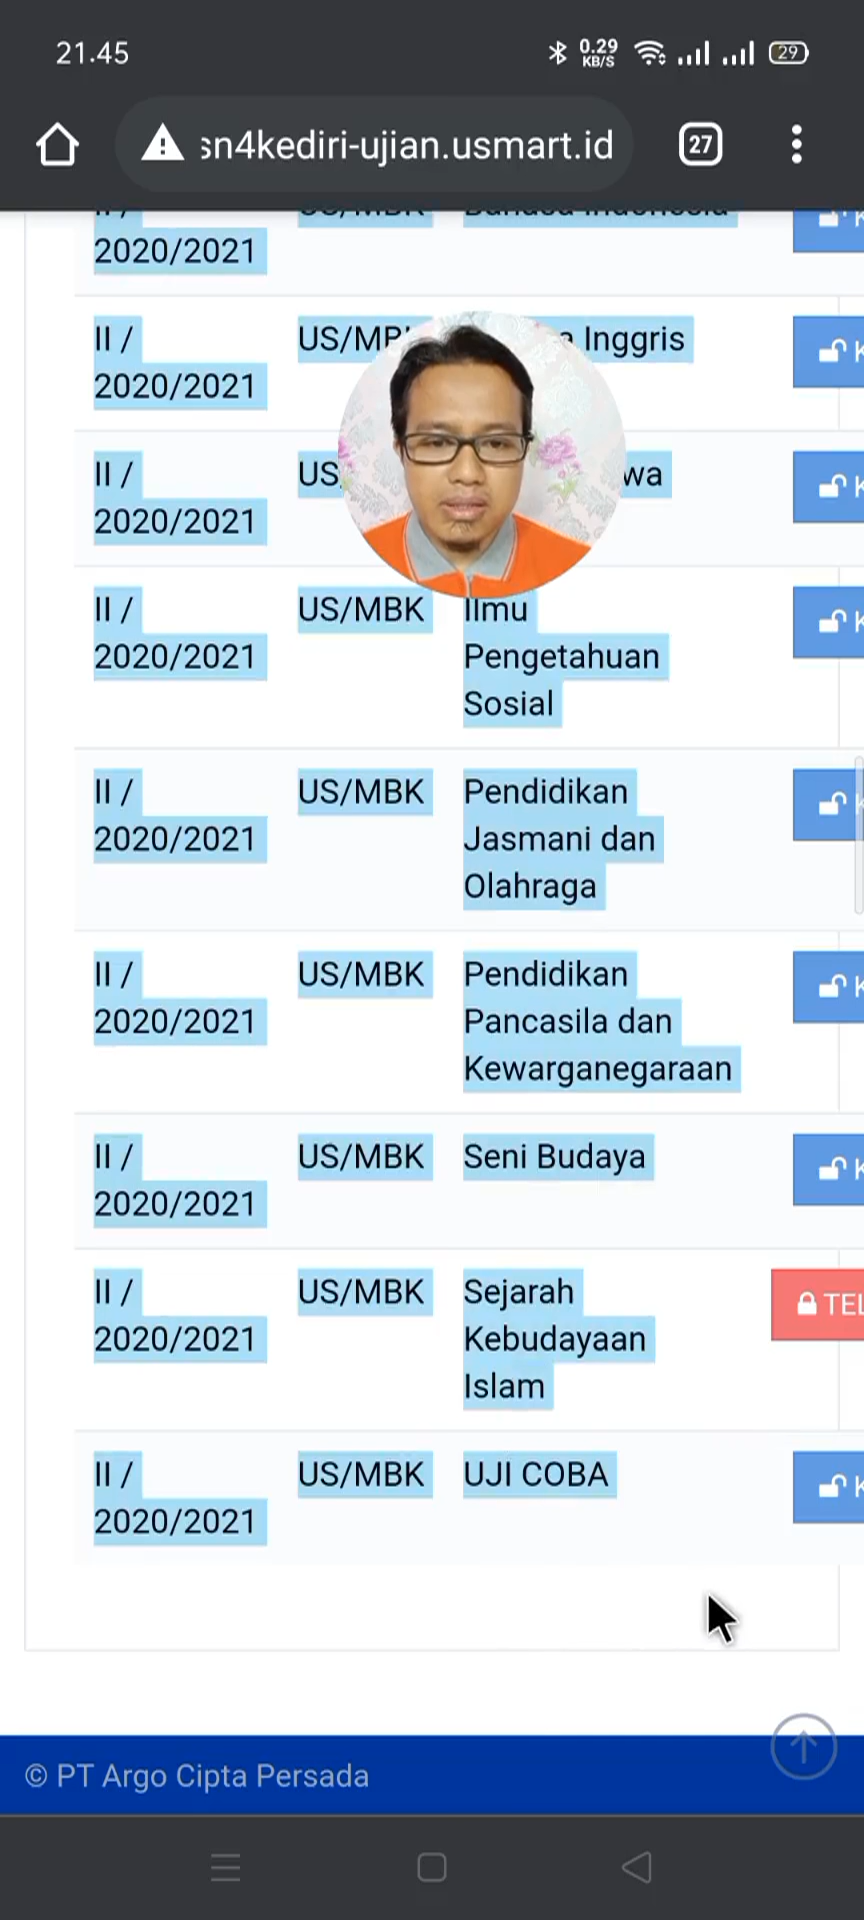 21.45
0.29
KB/S
29
sn4kediri-ujian.usmart.id
27
2020/2021
II /
US/MB
Inggris
2020/2021
II /
US
wa
2020/2021
II /
US/MBK
Ilmu
2020/2021
Pengetahuan
Sosial
II /
US/MBK
Pendidikan
2020/2021
Jasmani dan
Olahraga
II /
US/MBK
Pendidikan
2020/2021
Pancasila dan
Kewarganegaraan
II /
US/MBK
Seni Budaya
2020/2021
II /
US/MBK
Sejarah
TEL
2020/2021
Kebudayaan
Islam
II /
US/MBK
UJI COBA
2020/2021
© PT Argo Cipta Persada